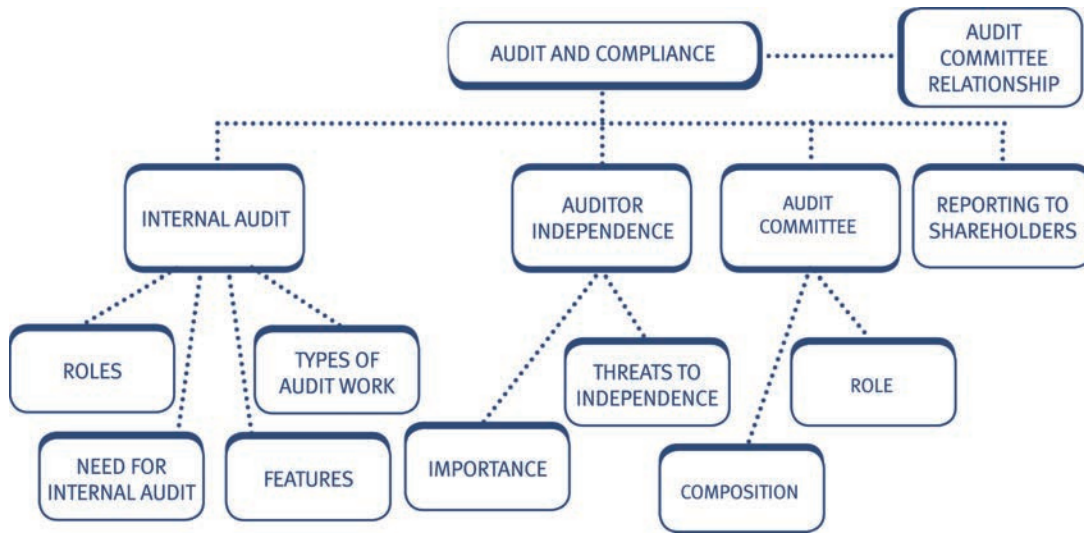 AUDIT AND COMPLIANCE
AUDIT
COMMITTEE
RELATIONSHIP
INTERNAL AUDIT
AUDITOR
INDEPENDENCE
AUDIT
COMMITTEE
REPORTING TO
SHAREHOLDERS
ROLES
TYPES OF
AUDIT WORK
THREATS TO
INDEPENDENCE
ROLE
NEED FOR
INTERNAL AUDIT
FEATURES
IMPORTANCE
COMPOSITION